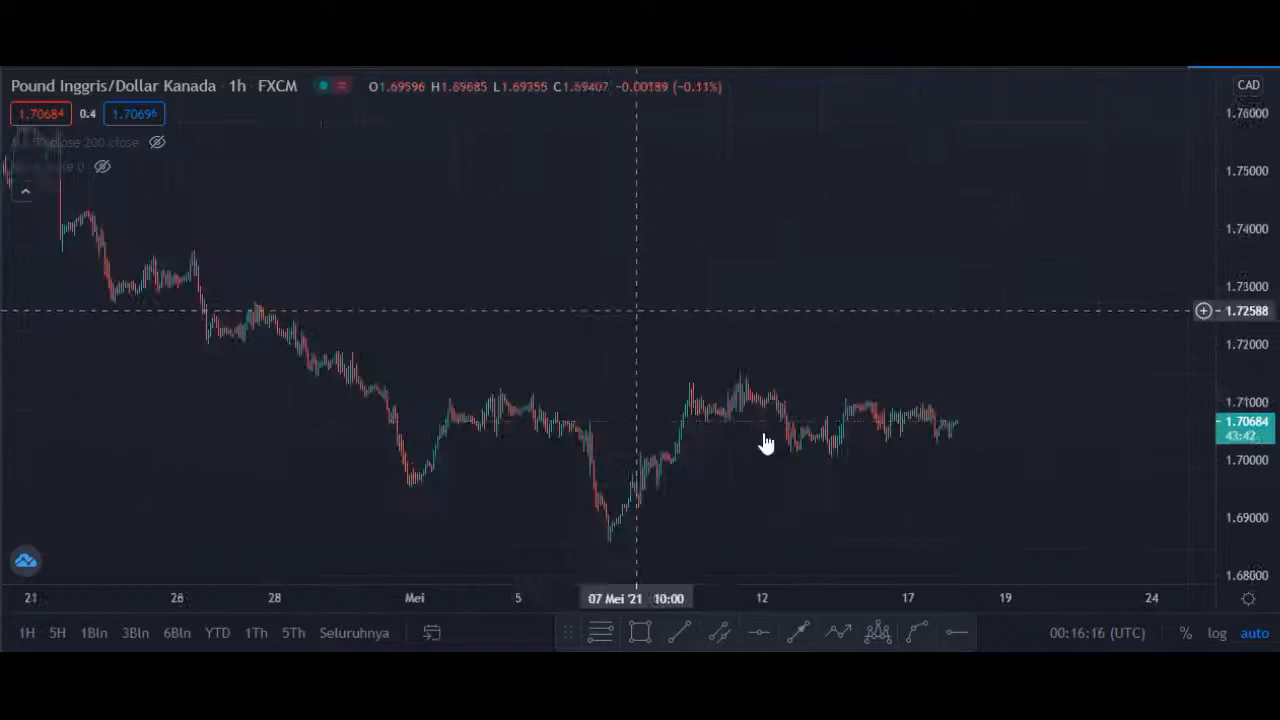 Pound Inggris/Dollar Kanada · 1h · FXCM O1.69596 H1.69685 L1.69355 C1.69407 -0.00189 (-0.11%)
CAD
1.70684 0.4 1.70696
close 200 close
1.76000
1.75000
1.74000
1.73000
1.72588
1.72000
1.71000
1.70684
43:42
1.70000
1.69000
1.68000
21 26 28 Mei 5 07 Mei '21 10:00 12 17 19 24
1H 5H 1Bln 3Bln 6Bln YTD 1Th 5Th Seluruhnya 00:16:16 (UTC) % log auto